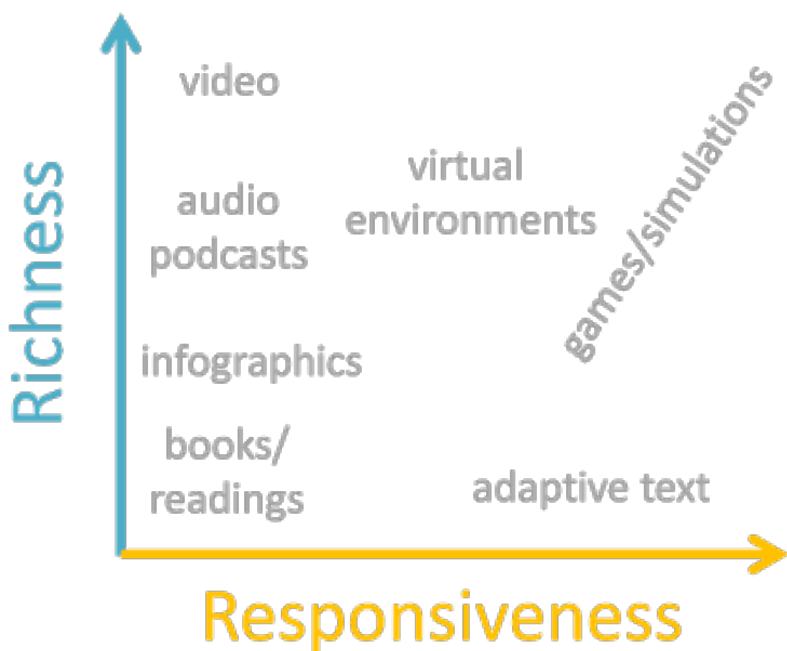 video
virtual
environments
audio
podcasts
games/simulations
infographics
books/
readings
adaptive text
Richness
Responsiveness